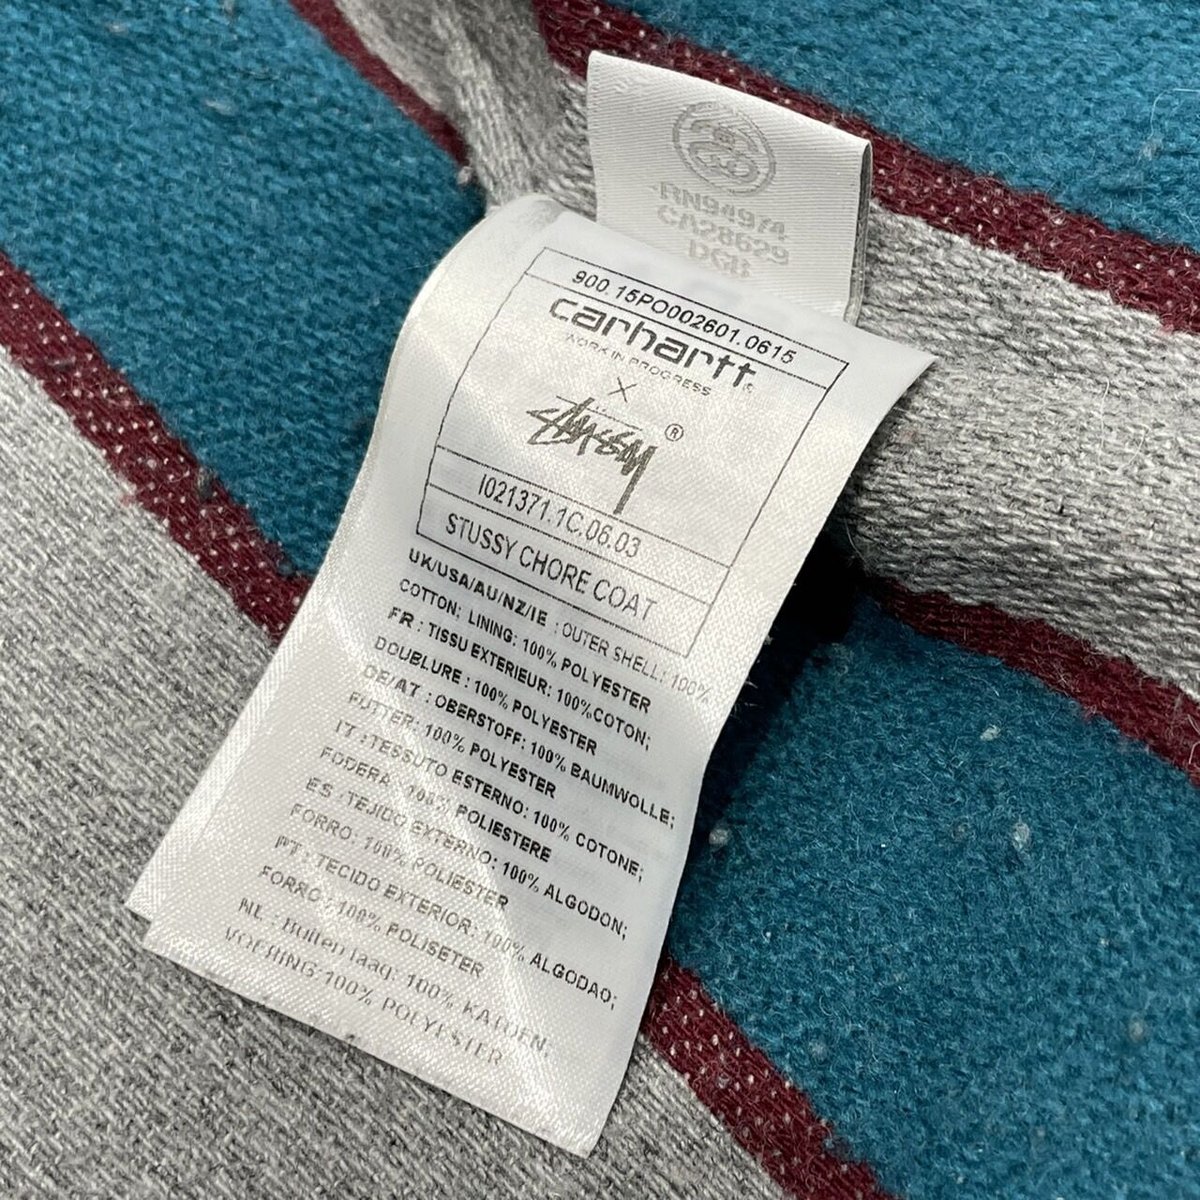 RN94974
CA28629
DGB
900.15PO002601.0615
carhartt
WORK IN PROGRESS
X
Stüssy ®
I021371.1C.06.03
STUSSY CHORE COAT
UK/USA/AU/NZ/IE : OUTER SHELL: 100%
COTTON; LINING: 100% POLYESTER
FR : TISSU EXTERIEUR: 100%COTON;
DOUBLURE : 100% POLYESTER
DE/AT : OBERSTOFF: 100% BAUMWOLLE;
FUTTER: 100% POLYESTER
IT : TESSUTO ESTERNO: 100% COTONE;
FODERA : 100% POLIESTERE
ES : TEJIDO EXTERNO: 100% ALGODON;
FORRO: 100% POLIESTER
PT : TECIDO EXTERIOR : 100% ALGODAO;
FORRO : 100% POLISETER
NL : Buiten laag: 100% KATOEN;
VOERING 100% POLYESTER